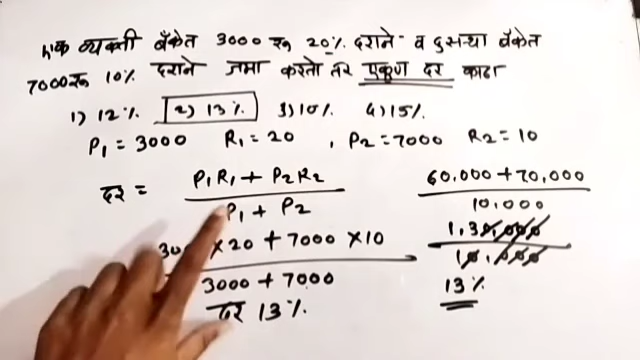 एक व्यक्ती बँकेत 3000 रू 20% दराने व दुसऱ्या बँकेत
7000रू 10% दराने जमा करतो तर एकुण दर काढा
1) 12% 2) 13% 3) 10% 4) 15%
P₁ = 3000 R₁ = 20 , P2 = 7000 R2 = 10
दर = P₁R₁ + P₂R₂ / P₁ + P₂
60,000 + 70,000 / 10,000
× 20 + 7000 × 10 / 3000 + 7000
1,30,000 / 10,000
दर 13%
13%